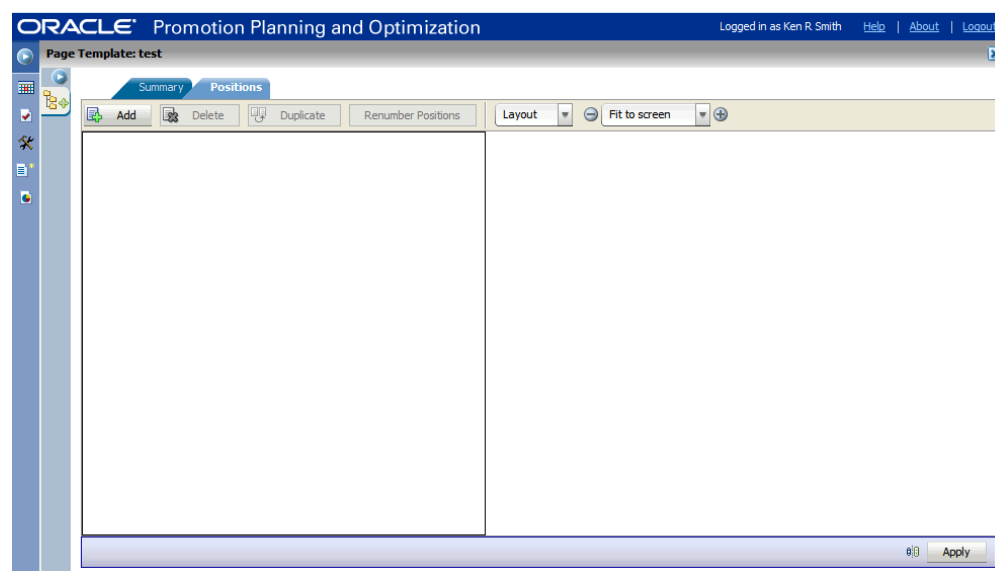 ORACLE Promotion Planning and Optimization Logged in as Ken R Smith Help | About | Logout
Page Template: test
Summary Positions
Add Delete Duplicate Renumber Positions Layout Fit to screen
Apply